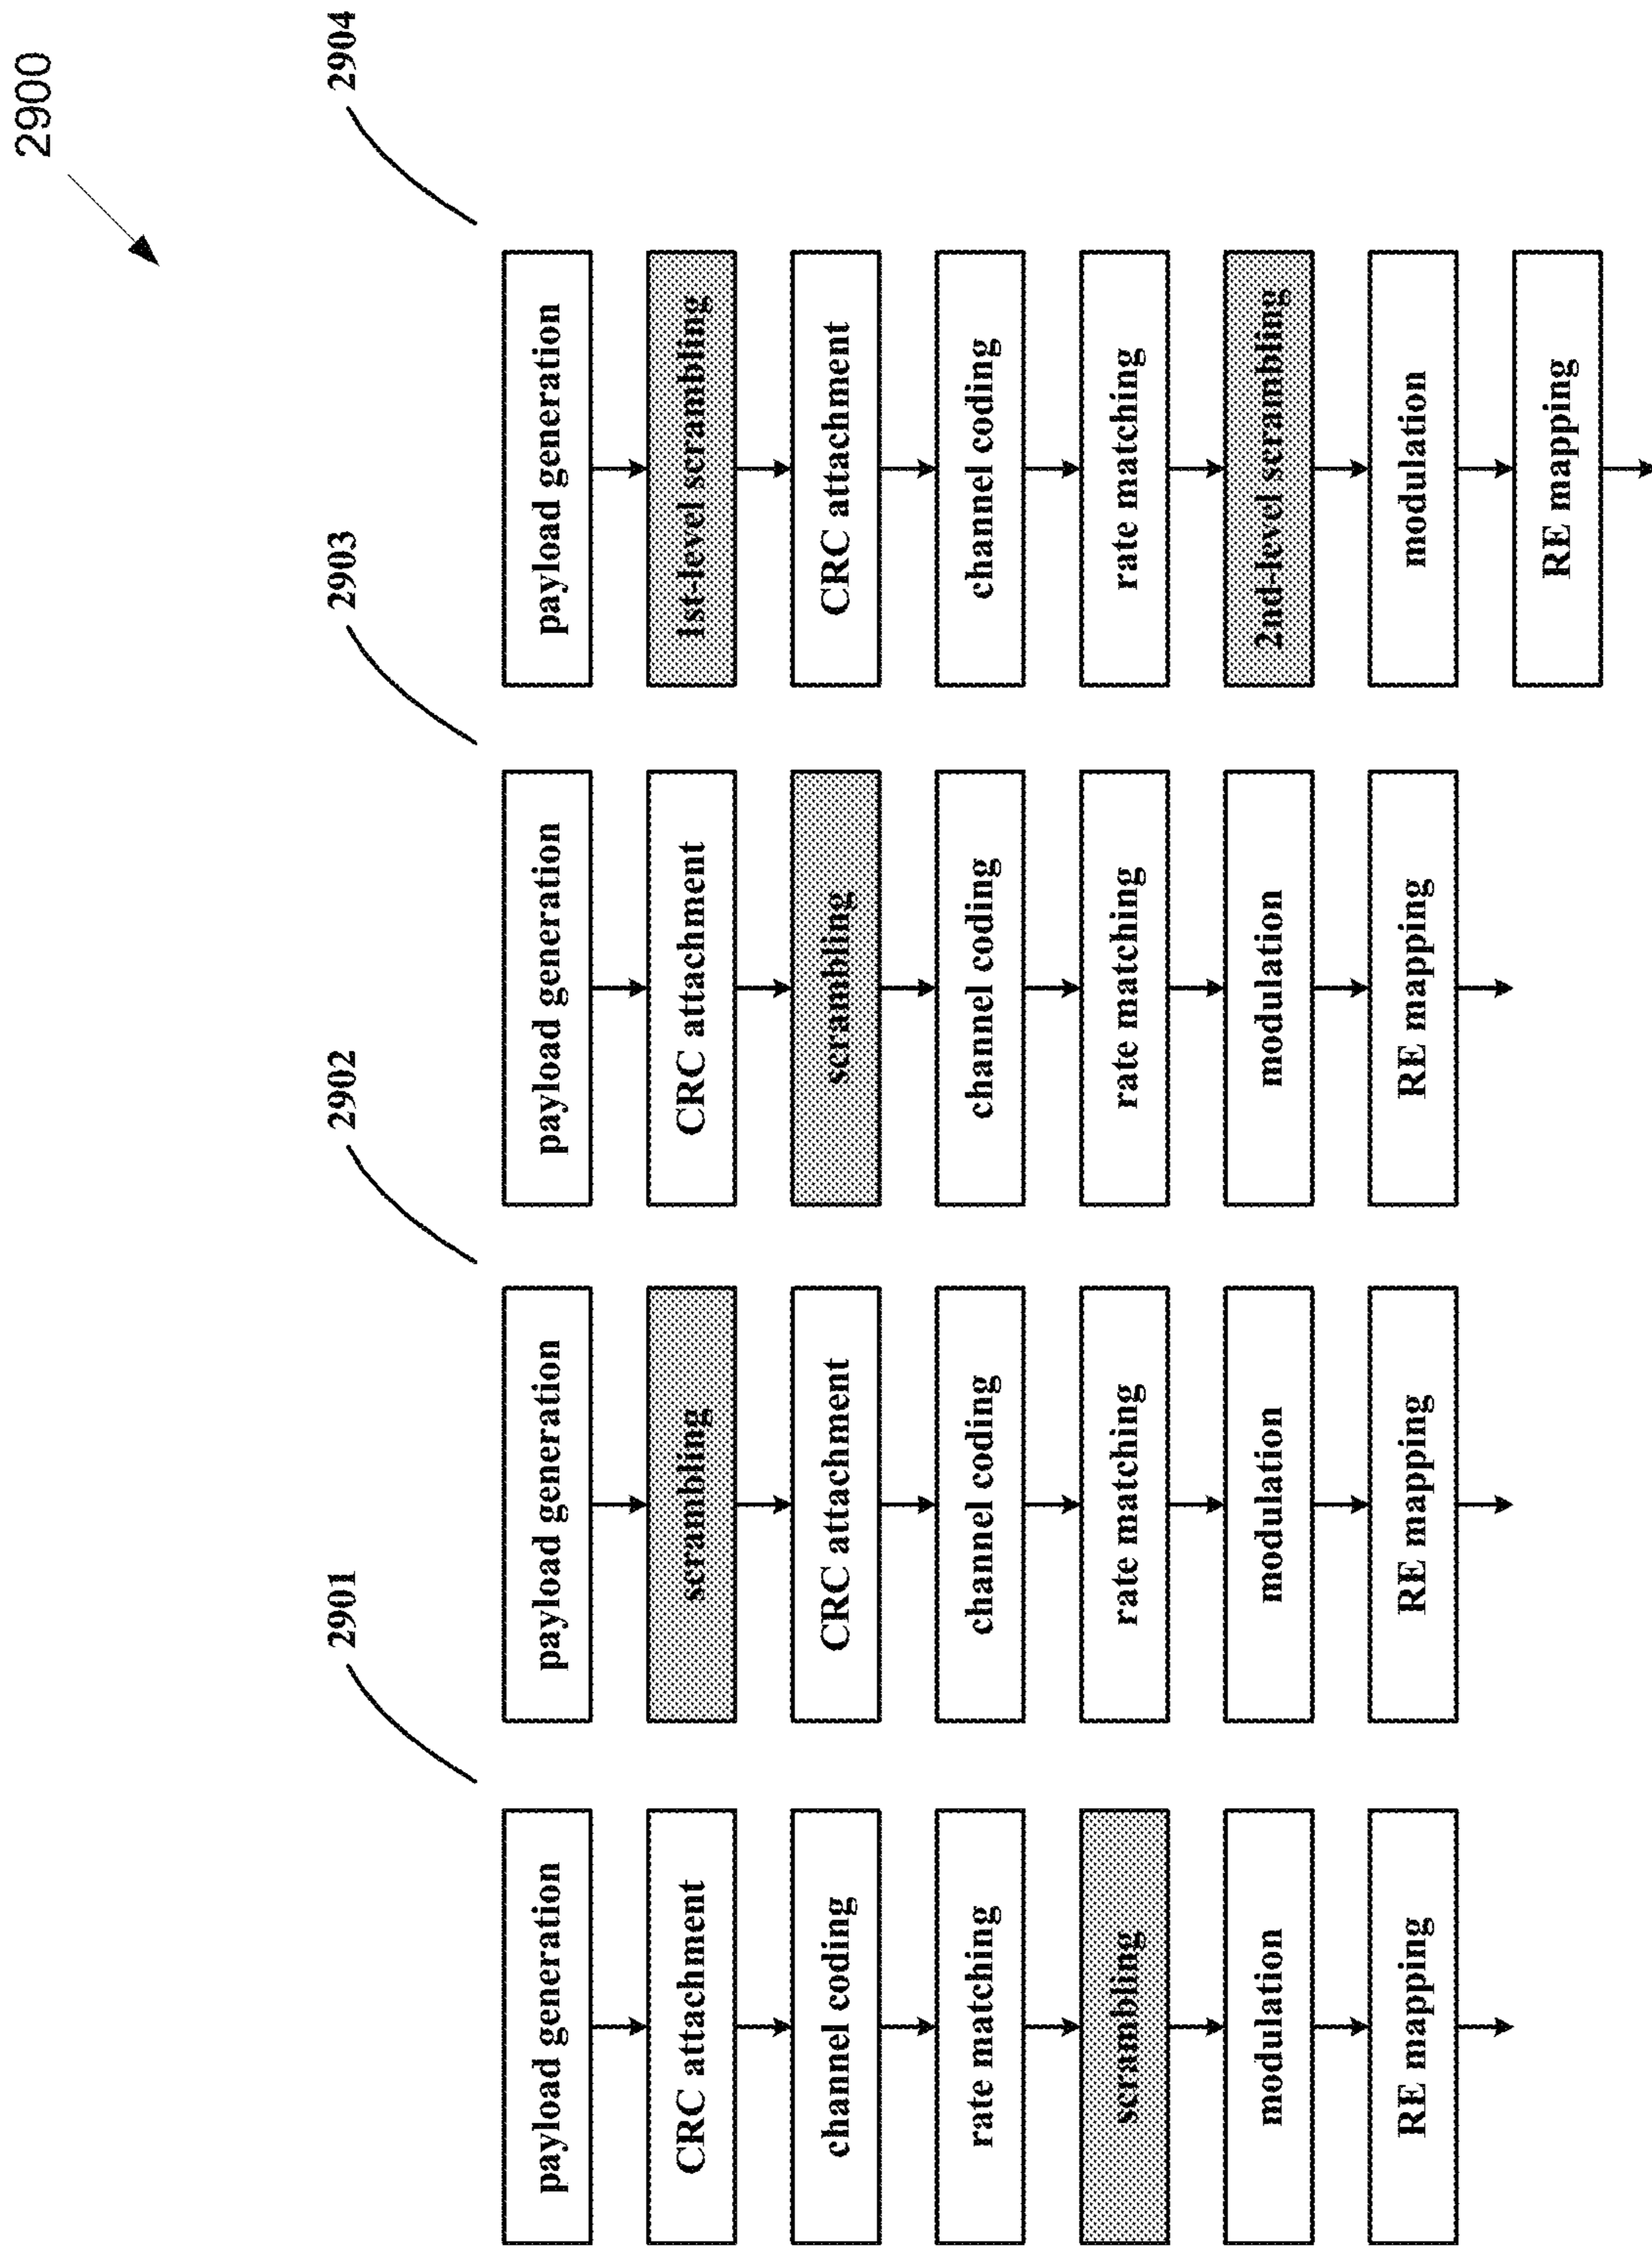 2900
2901
payload generation
CRC attachment
channel coding
rate matching
scrambling
modulation
RE mapping
2902
payload generation
scrambling
CRC attachment
channel coding
rate matching
modulation
RE mapping
2903
payload generation
CRC attachment
scrambling
channel coding
rate matching
modulation
RE mapping
2904
payload generation
1st-level scrambling
CRC attachment
channel coding
rate matching
2nd-level scrambling
modulation
RE mapping